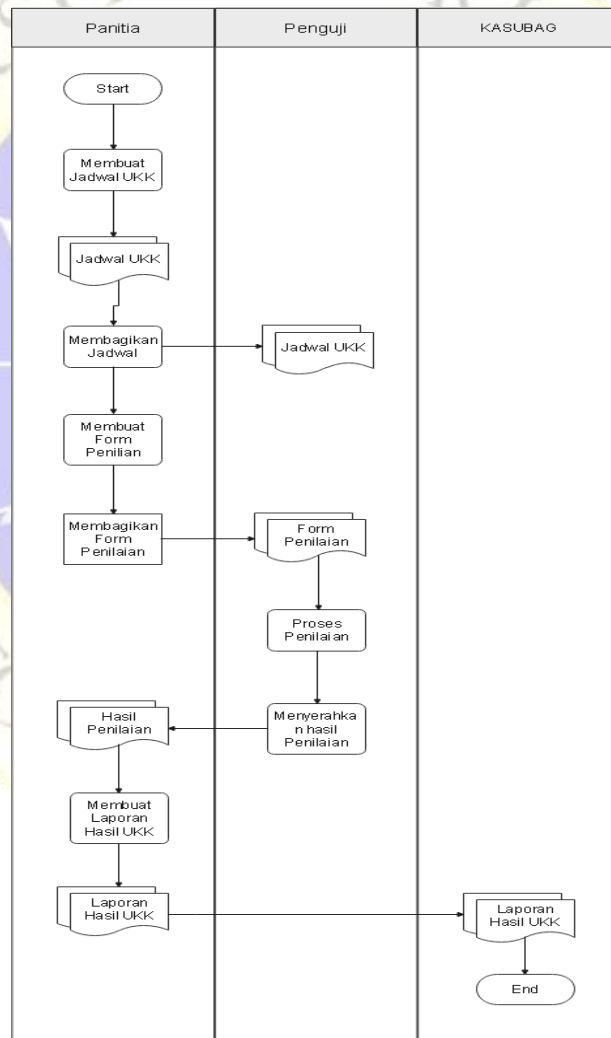 Panitia
Penguji
KASUBAG
Start
Membuat
Jadwal UKK
Jadwal UKK
Membagikan
Jadwal
Jadwal UKK
Membuat
Form
Penilian
Membagikan
Form
Penilaian
Form
Penilaian
Proses
Penilaian
Menyerahka
n hasil
Penilaian
Hasil
Penilaian
Membuat
Laporan
Hasil UKK
Laporan
Hasil UKK
Laporan
Hasil UKK
End